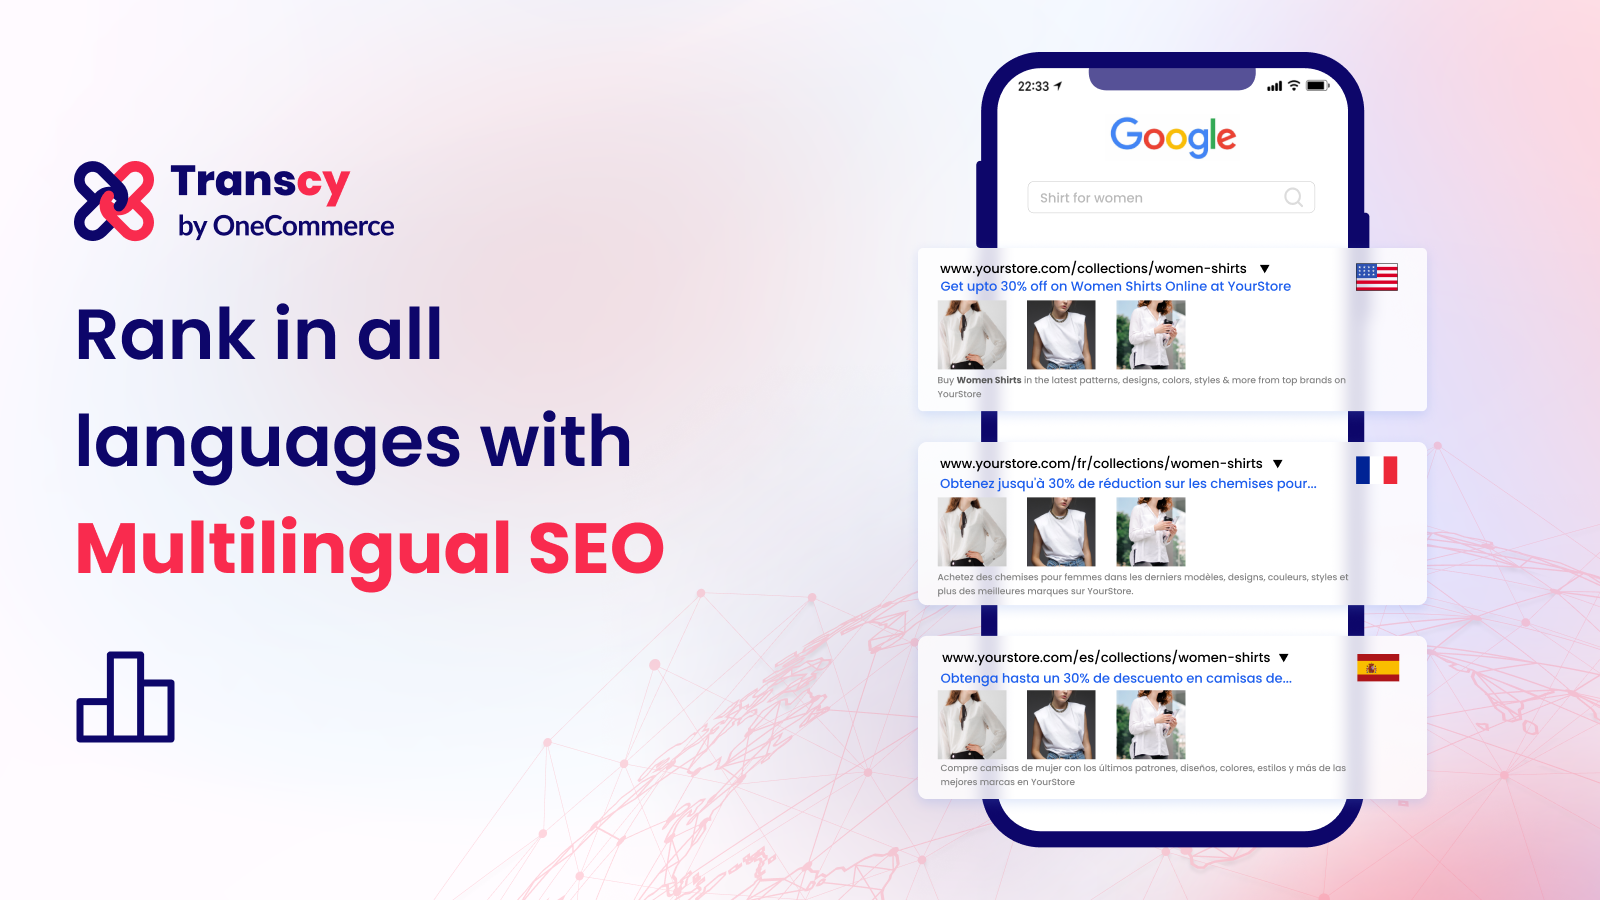 Transcy
by OneCommerce
Rank in all
languages with
Multilingual SEO
22:33
Google
Shirt for women
www.yourstore.com/collections/women-shirts ▼
Get upto 30% off on Women Shirts Online at YourStore
Buy Women Shirts in the latest patterns, designs, colors, styles & more from top brands on
YourStore
www.yourstore.com/fr/collections/women-shirts ▼
Obtenez jusqu'à 30% de réduction sur les chemises pour...
Achetez des chemises pour femmes dans les derniers modèles, designs, couleurs, styles et
plus des meilleures marques sur YourStore.
www.yourstore.com/es/collections/women-shirts ▼
Obtenga hasta un 30% de descuento en camisas de...
Compre camisas de mujer con los últimos patrones, diseños, colores, estilos y más de las
mejores marcas en YourStore